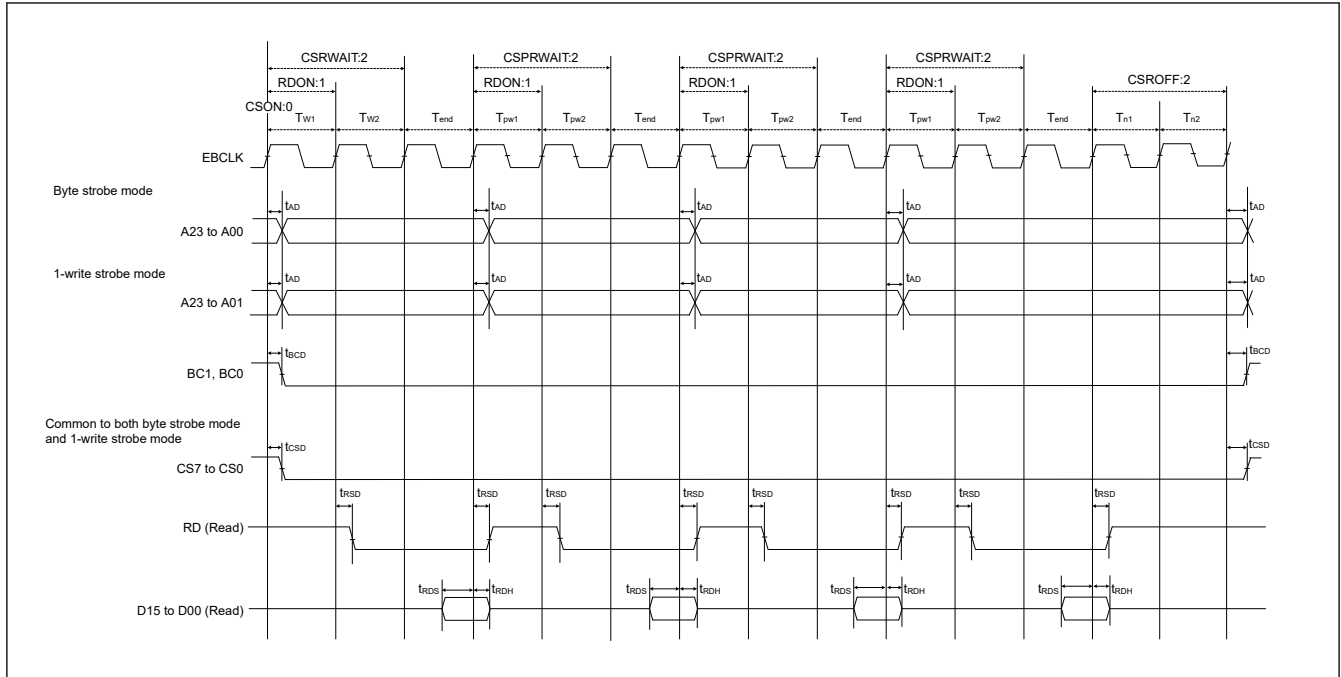 CSRWAIT:2 CSPRWAIT:2 CSPRWAIT:2 CSPRWAIT:2
RDON:1 RDON:1 RDON:1 RDON:1 CSROFF:2
CSON:0
TW1 TW2 Tend Tpw1 Tpw2 Tend Tpw1 Tpw2 Tend Tpw1 Tpw2 Tend Tn1 Tn2
EBCLK
Byte strobe mode
tAD tAD tAD tAD tAD
A23 to A00
1-write strobe mode
tAD tAD tAD tAD tAD
A23 to A01
tBCD tBCD
BC1, BC0
Common to both byte strobe mode
and 1-write strobe mode
tCSD tCSD
CS7 to CS0
tRSD tRSD tRSD tRSD tRSD tRSD tRSD tRSD
RD (Read)
tRDS tRDH tRDS tRDH tRDS tRDH tRDS tRDH
D15 to D00 (Read)